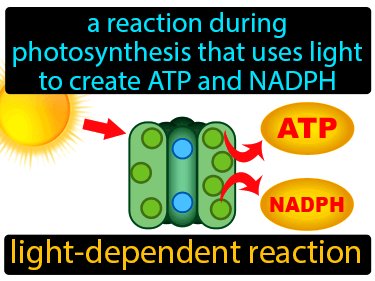 a reaction during
photosynthesis that uses light
to create ATP and NADPH
ATP
NADPH
light-dependent reaction